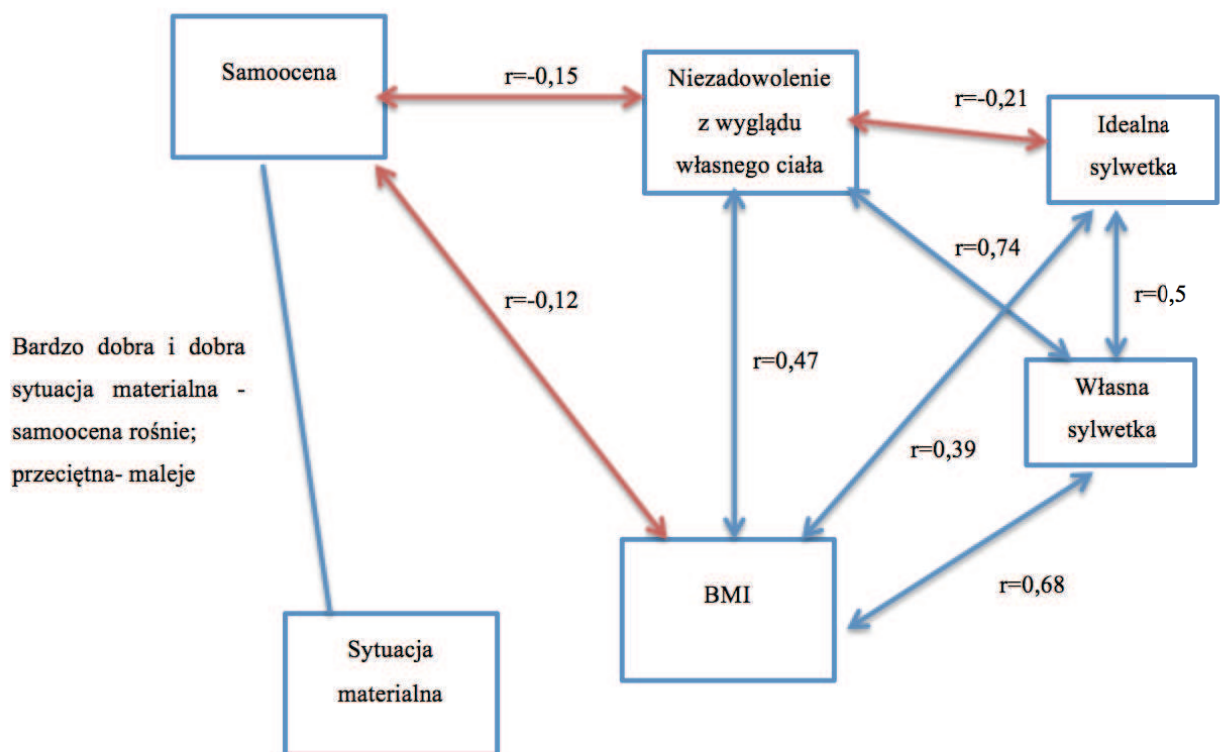 Samoocena
r=-0,15
Niezadowolenie
z wyglądu
własnego ciała
r=-0,21
Idealna
sylwetka
r=0,74
r=0,5
r=-0,12
Bardzo dobra i dobra
sytuacja materialna -
samoocena rośnie;
przeciętna- maleje
r=0,47
Własna
sylwetka
r=0,39
BMI
r=0,68
Sytuacja
materialna